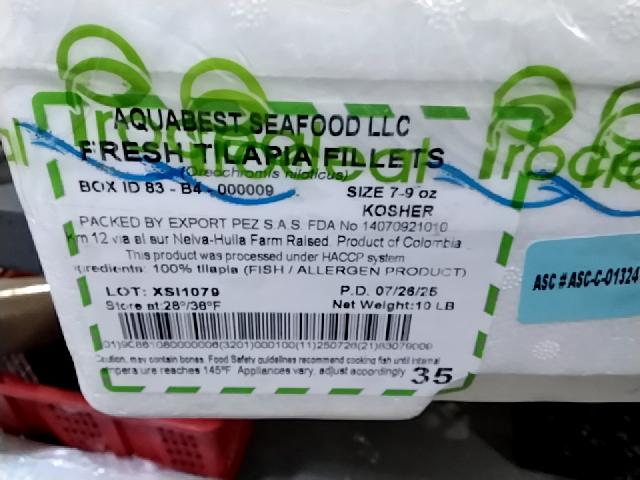 AQUABEST SEAFOOD LLC
FRESH TILAPIA FILLETS
(Oreochromis niloticus)
BOX ID 83 - B4 - 000009 SIZE 7-9 oz
KOSHER
PACKED BY EXPORT PEZ S.A.S. FDA No 14070921010
Km 12 via al sur Neiva-Huila Farm Raised. Product of Colombia
This product was processed under HACCP system
gredients: 100% tilapia (FISH / ALLERGEN PRODUCT)
LOT: XSI1079 P.D. 07/26/25
Store at:28°/38°F Net Weight:10 LB
Caution, may contain bones. Food Safety guidelines recommend cooking fish until internal
temperature reaches 145°F Appliances vary, adjust accordingly 35
ASC # ASC-C-01324